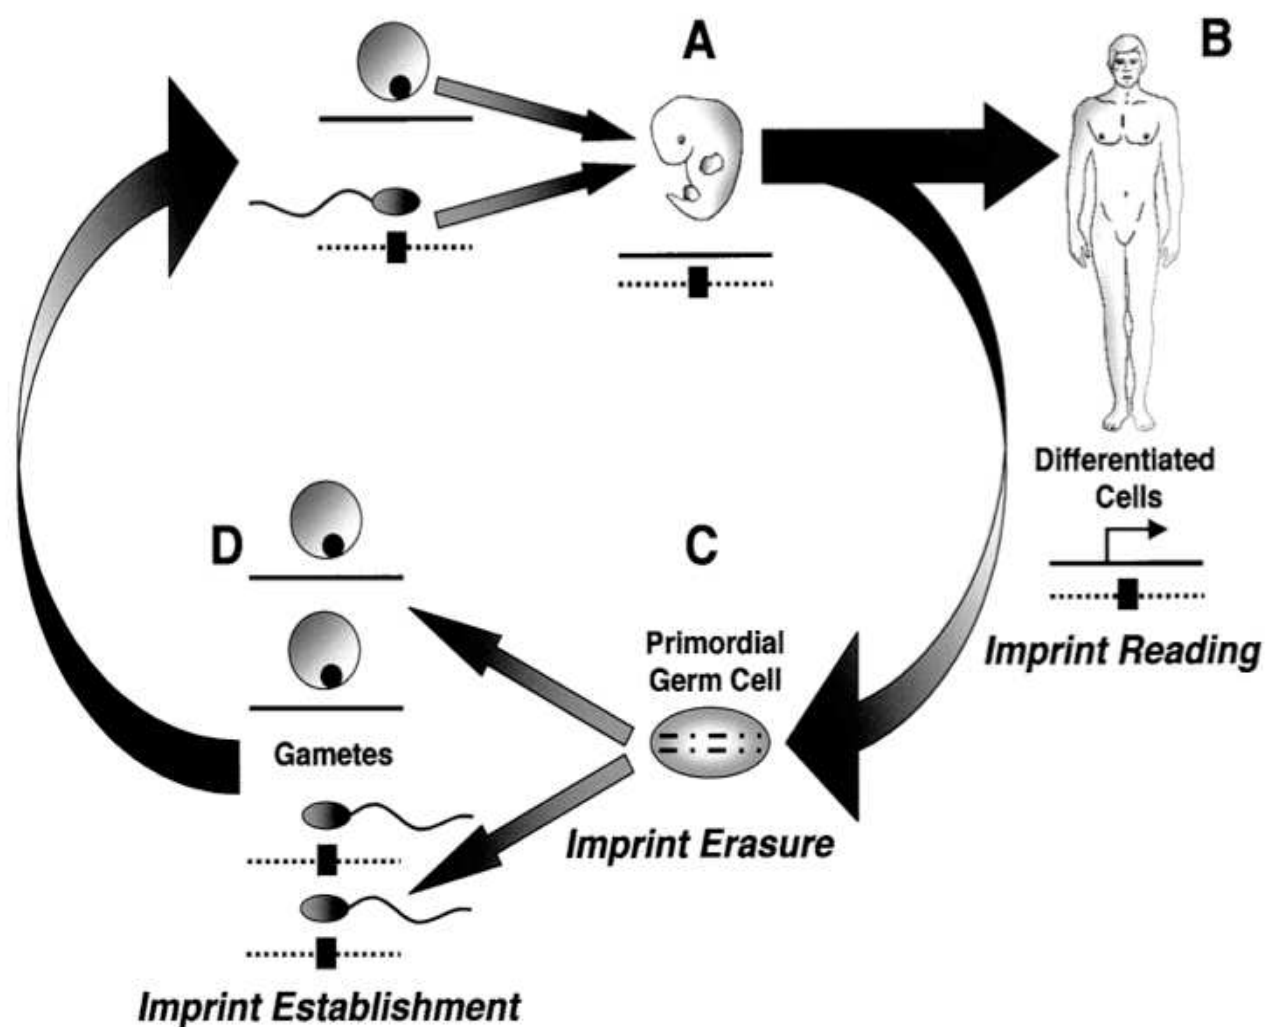 A
B
Differentiated
Cells
Imprint Reading
D
C
Primordial
Germ Cell
Gametes
Imprint Erasure
Imprint Establishment